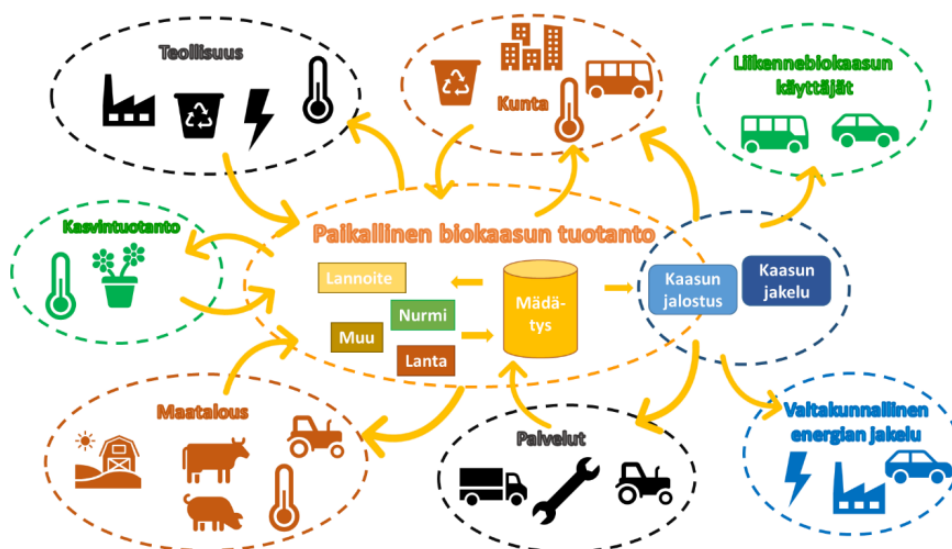 Teollisuus
Kunta
Liikennebiokaasun
käyttäjät
Kasvintuotanto
Paikallinen biokaasun tuotanto
Lannoite
Nurmi
Muu
Lanta
Mädä-
tys
Kaasun
jalostus
Kaasun
jakelu
Maatalous
Palvelut
Valtakunnallinen
energian jakelu